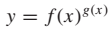 y = f(x)^{g(x)}